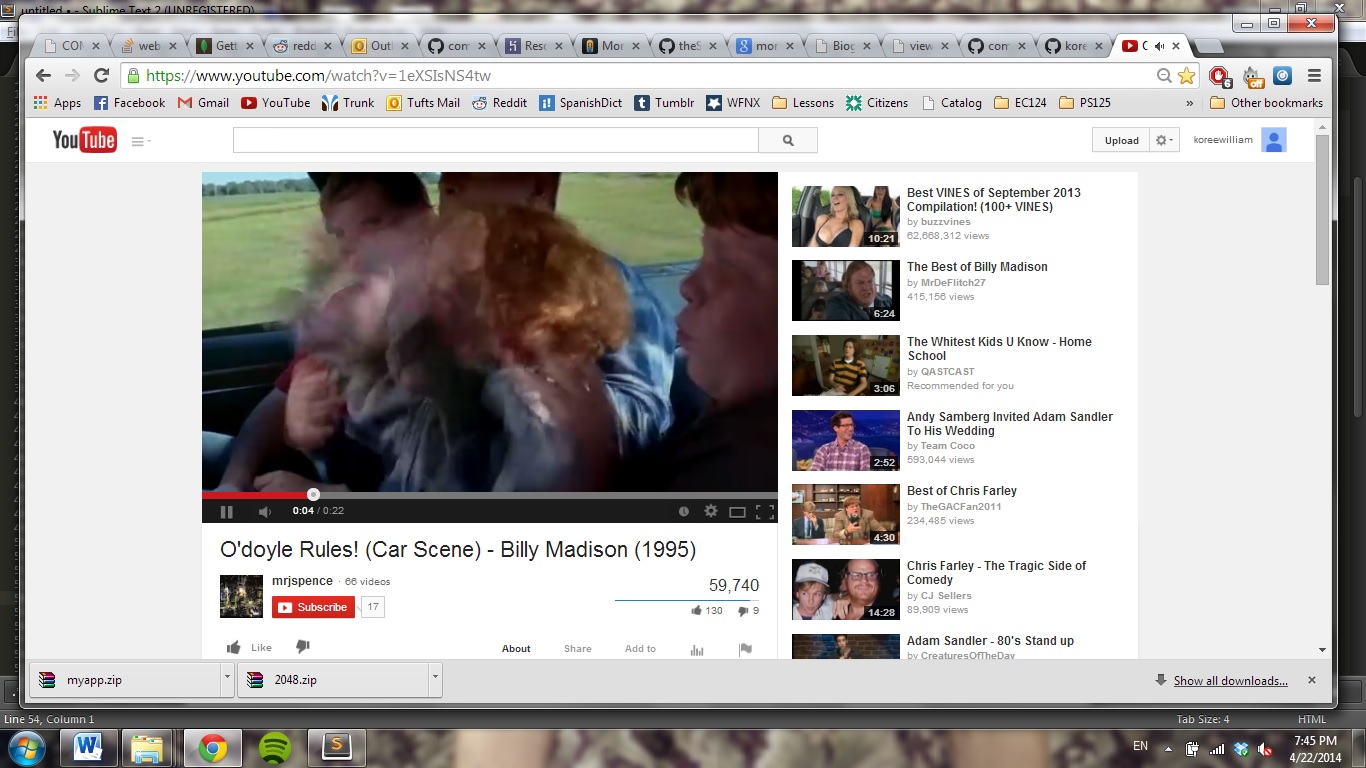 untitled • - Sublime Text 2 (UNREGISTERED)
COM
web
Gett
redd
Outl
com
Reso
Mor
theS
mor
Biog
view
com
kore
https://www.youtube.com/watch?v=1eXSIsNS4tw
6
off
Apps
Facebook
Gmail
YouTube
Trunk
Tufts Mail
Reddit
SpanishDict
Tumblr
WFNX
Lessons
Citizens
Catalog
EC124
PS125
»
Other bookmarks
YouTube
Upload
koreewilliam
Best VINES of September 2013
Compilation! (100+ VINES)
by buzzvines
62,668,312 views
10:21
The Best of Billy Madison
by MrDeFlitch27
415,156 views
6:24
The Whitest Kids U Know - Home
School
by QASTCAST
Recommended for you
3:06
Andy Samberg Invited Adam Sandler
To His Wedding
by Team Coco
593,044 views
2:52
Best of Chris Farley
by TheGACFan2011
234,485 views
4:30
Chris Farley - The Tragic Side of
Comedy
by CJ Sellers
89,909 views
14:28
Adam Sandler - 80's Stand up
by CreaturesOfTheDay
0:04 / 0:22
O'doyle Rules! (Car Scene) - Billy Madison (1995)
mrjspence · 66 videos
Subscribe
17
59,740
130
9
Like
About
Share
Add to
myapp.zip
2048.zip
Show all downloads...
Line 54, Column 1
Tab Size: 4
HTML
EN
7:45 PM
4/22/2014